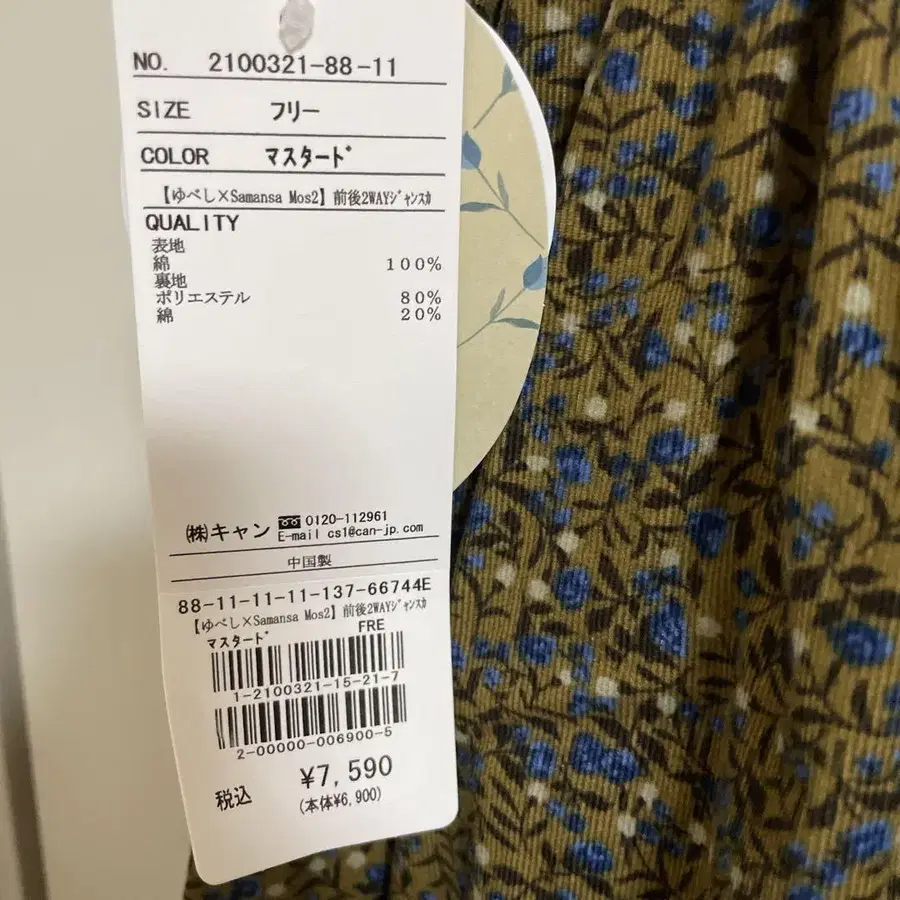 NO. 2100321-88-11
SIZE フリー
COLOR マスタード
【ゆべし×Samansa Mos2】前後2WAYジャンスカ
QUALITY
表地
綿 100%
裏地
ポリエステル 80%
綿 20%
(株)キャン 0120-112961
E-mail cs1@can-jp.com
中国製
88-11-11-11-137-66744E
【ゆべし×Samansa Mos2】前後2WAYジャンスカ
マスタード FRE
1-2100321-15-21-7
2-00000-006900-5
税込 ¥7,590
(本体¥6,900)